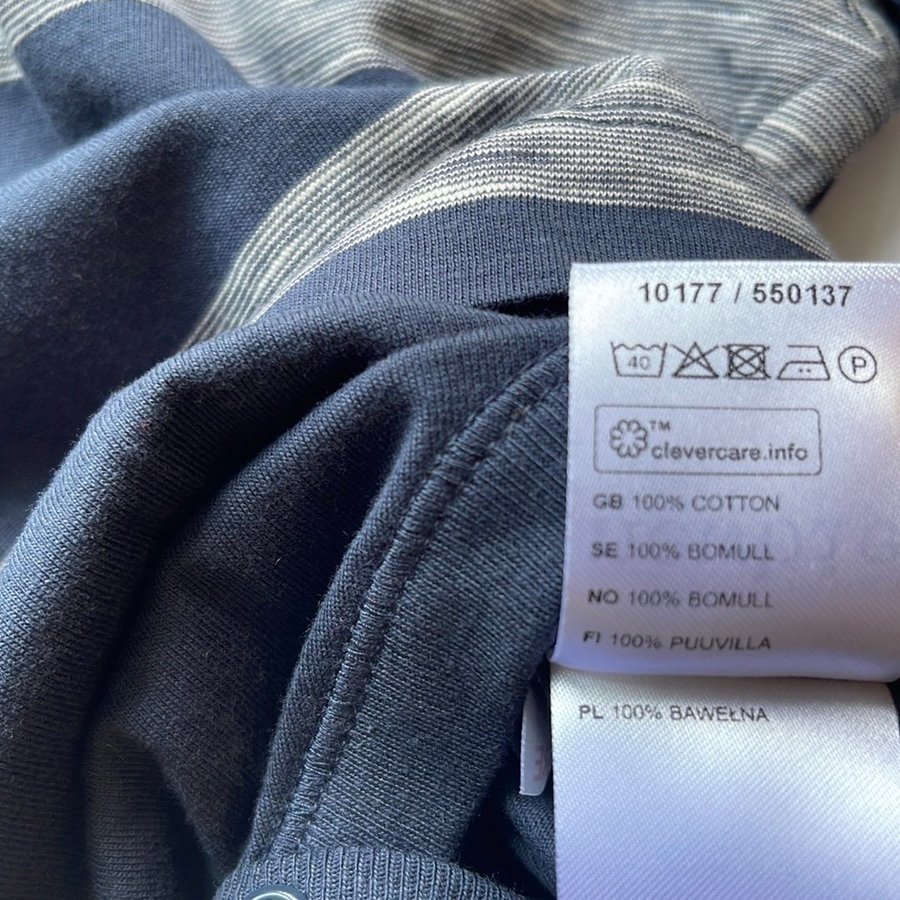 10177 / 550137
40 P
™
clevercare.info
GB 100% COTTON
SE 100% BOMULL
NO 100% BOMULL
FI 100% PUUVILLA
PL 100% BAWEŁNA